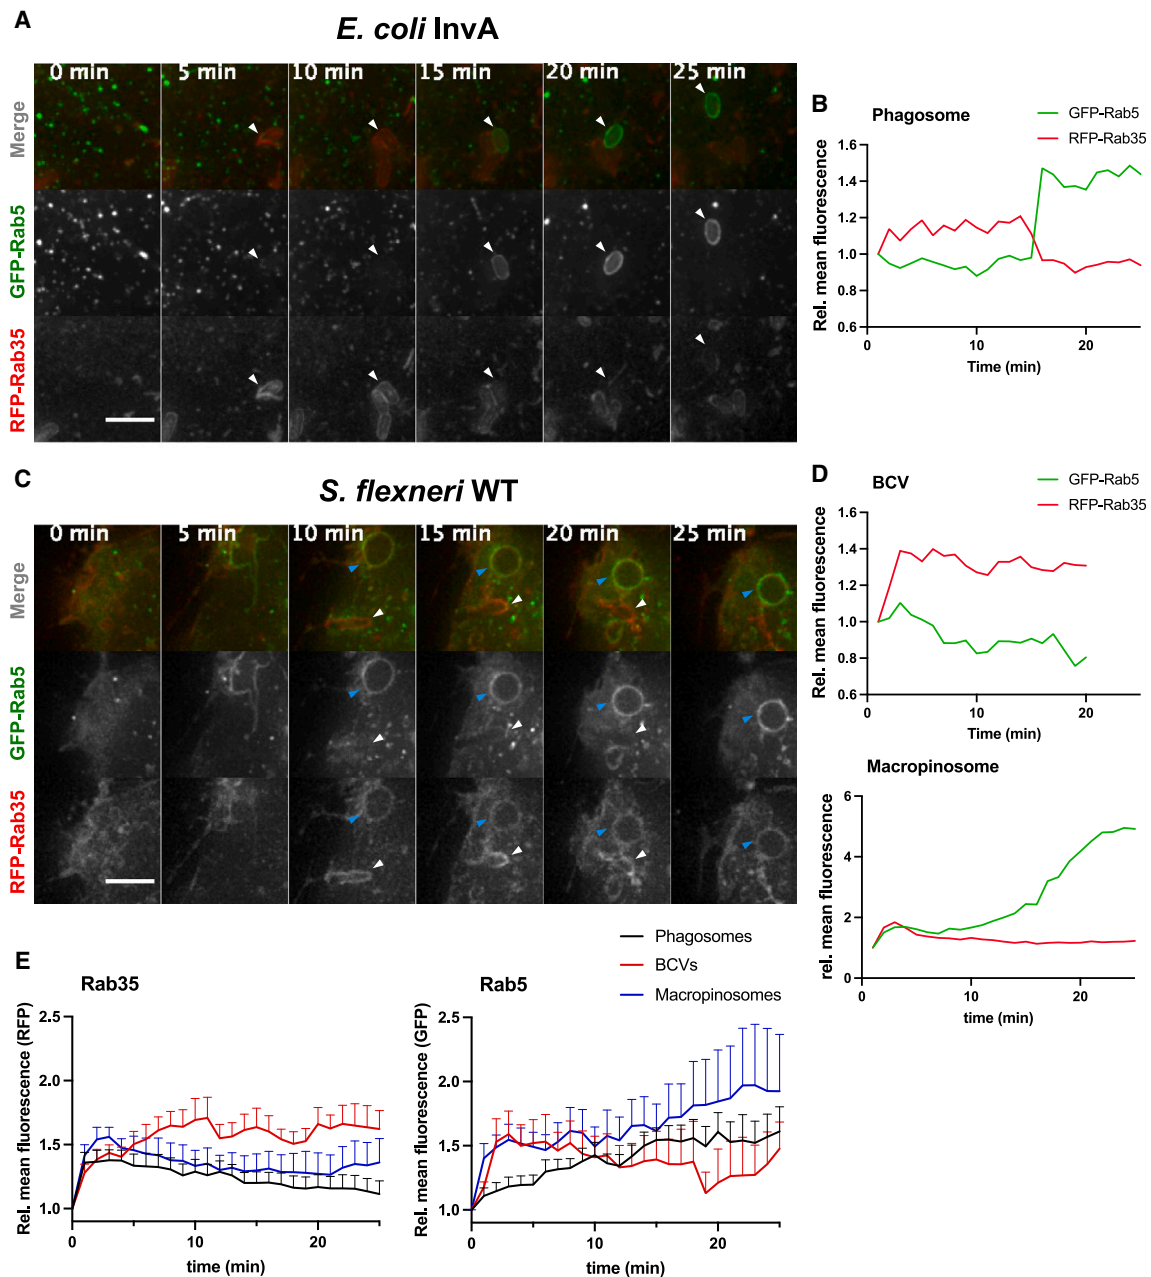 A
E. coli InvA
0 min 5 min 10 min 15 min 20 min 25 min
Merge
GFP-Rab5
RFP-Rab35
B
Phagosome
GFP-Rab5
RFP-Rab35
Rel. mean fluorescence
1.6
1.4
1.2
1.0
0.8
0.6
0 10 20
Time (min)
C
S. flexneri WT
0 min 5 min 10 min 15 min 20 min 25 min
Merge
GFP-Rab5
RFP-Rab35
D
BCV
GFP-Rab5
RFP-Rab35
Rel. mean fluorescence
1.6
1.4
1.2
1.0
0.8
0.6
0 10 20
Time (min)
Macropinosome
rel. mean fluorescence
6
4
2
0
0 10 20
time (min)
E
Phagosomes
BCVs
Macropinosomes
Rab35
Rel. mean fluorescence (RFP)
2.5
2.0
1.5
1.0
0 10 20
time (min)
Rab5
Rel. mean fluorescence (GFP)
2.5
2.0
1.5
1.0
0 10 20
time (min)